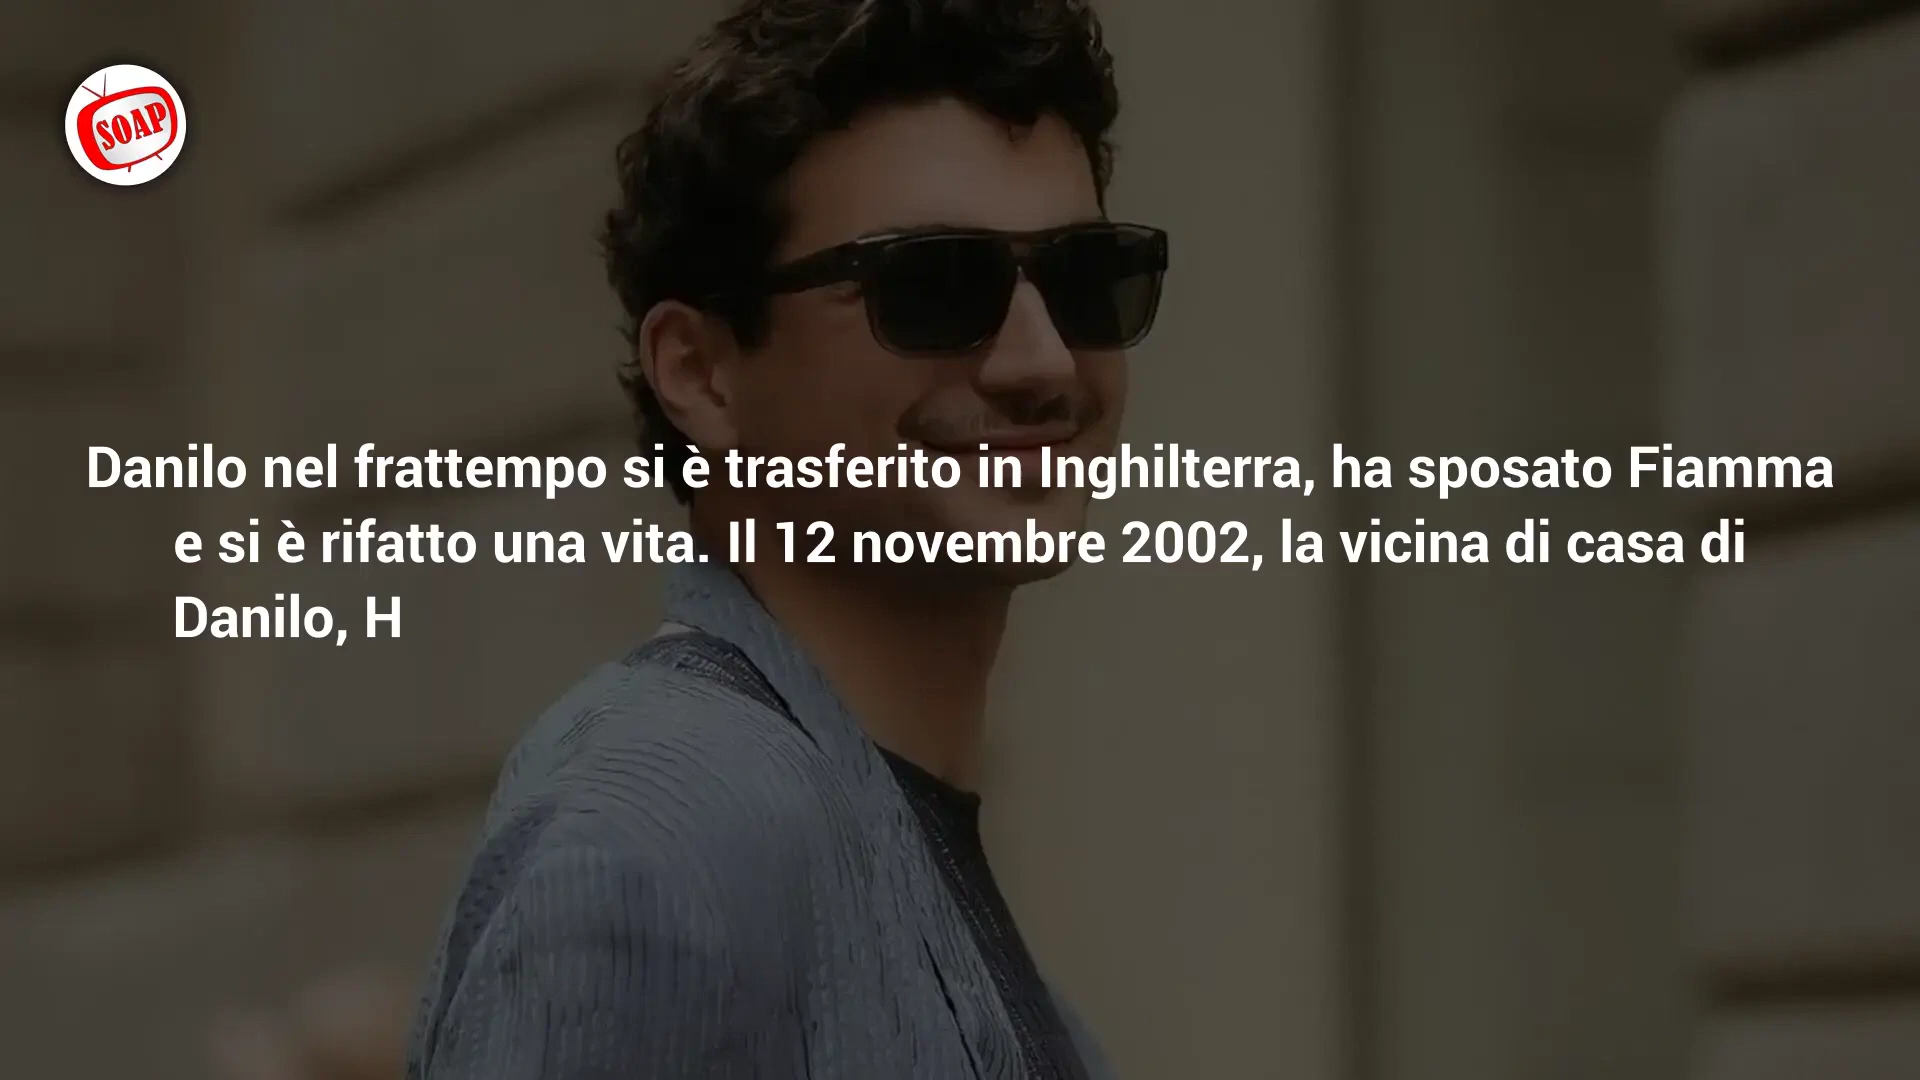 SOAP
Danilo nel frattempo si è trasferito in Inghilterra, ha sposato Fiamma
e si è rifatto una vita. Il 12 novembre 2002, la vicina di casa di
Danilo, H